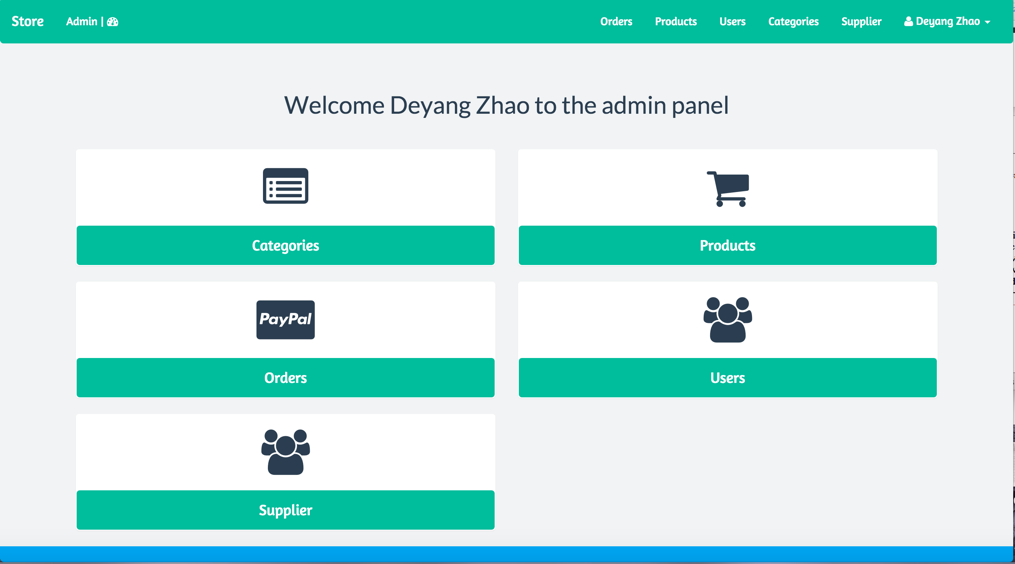 Store Admin | Orders Products Users Categories Supplier Deyang Zhao
Welcome Deyang Zhao to the admin panel
Categories
Products
PayPal
Orders
Users
Supplier